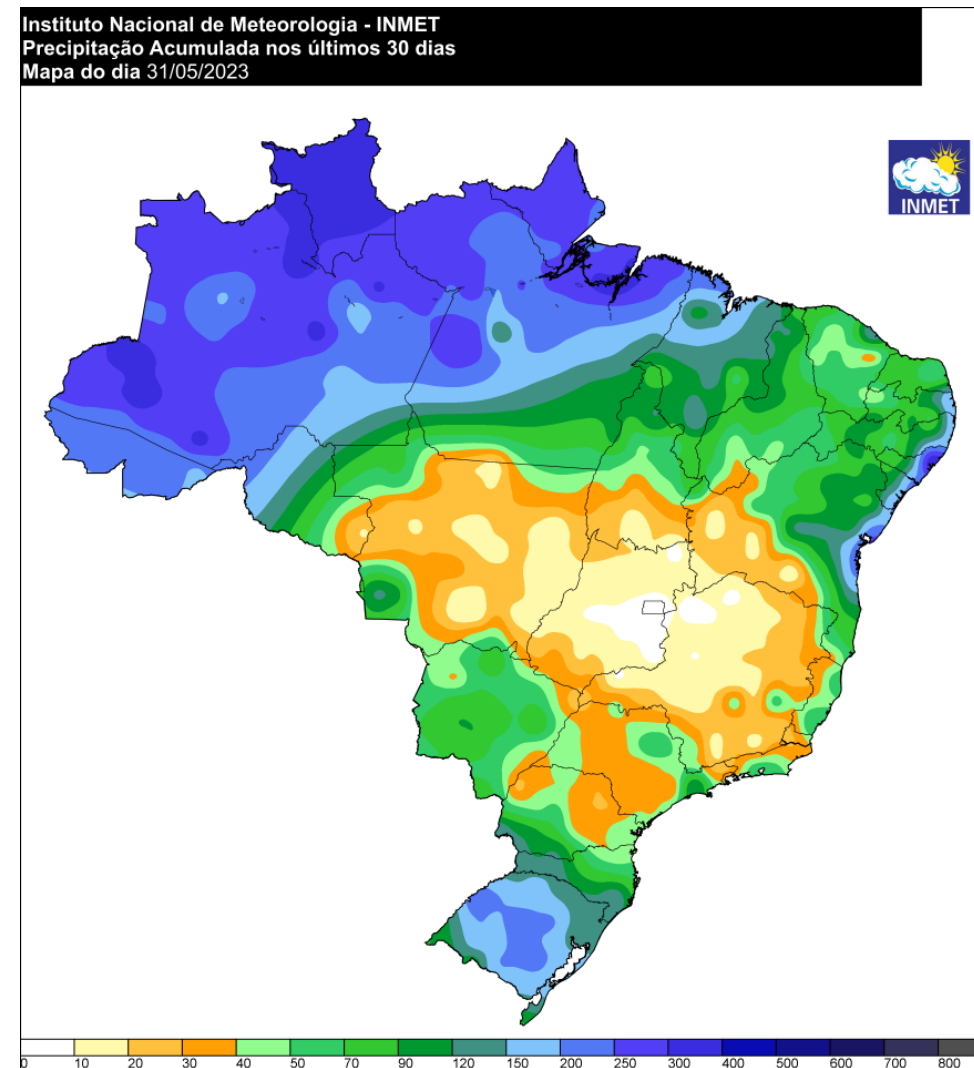 Instituto Nacional de Meteorologia - INMET
Precipitação Acumulada nos últimos 30 dias
Mapa do dia 31/05/2023
INMET
0 10 20 30 40 50 70 90 120 150 200 250 300 400 500 600 700 800